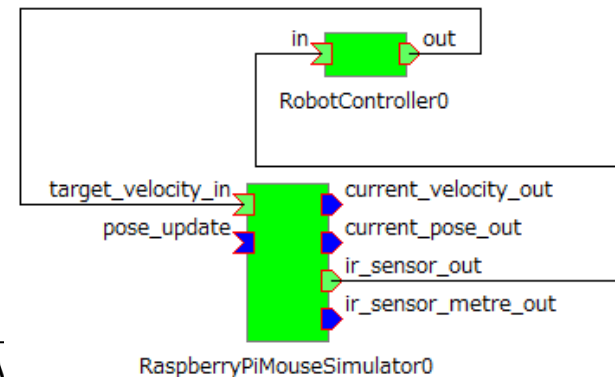 in
out
RobotController0
target_velocity_in
current_velocity_out
pose_update
current_pose_out
ir_sensor_out
ir_sensor_metre_out
RaspberryPiMouseSimulator0